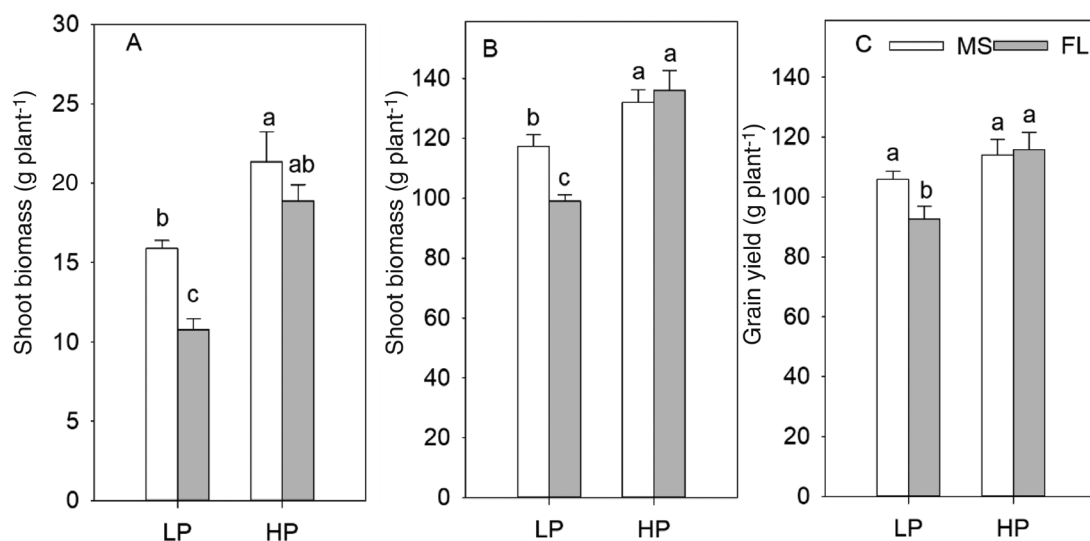 A
Shoot biomass (g plant-1)
30
25
20
15
10
5
0
b
c
a
ab
LP
HP
B
Shoot biomass (g plant-1)
140
120
100
80
60
40
20
0
b
c
a
a
LP
HP
C MS FL
Grain yield (g plant-1)
140
120
100
80
60
40
20
0
a
b
a
a
LP
HP